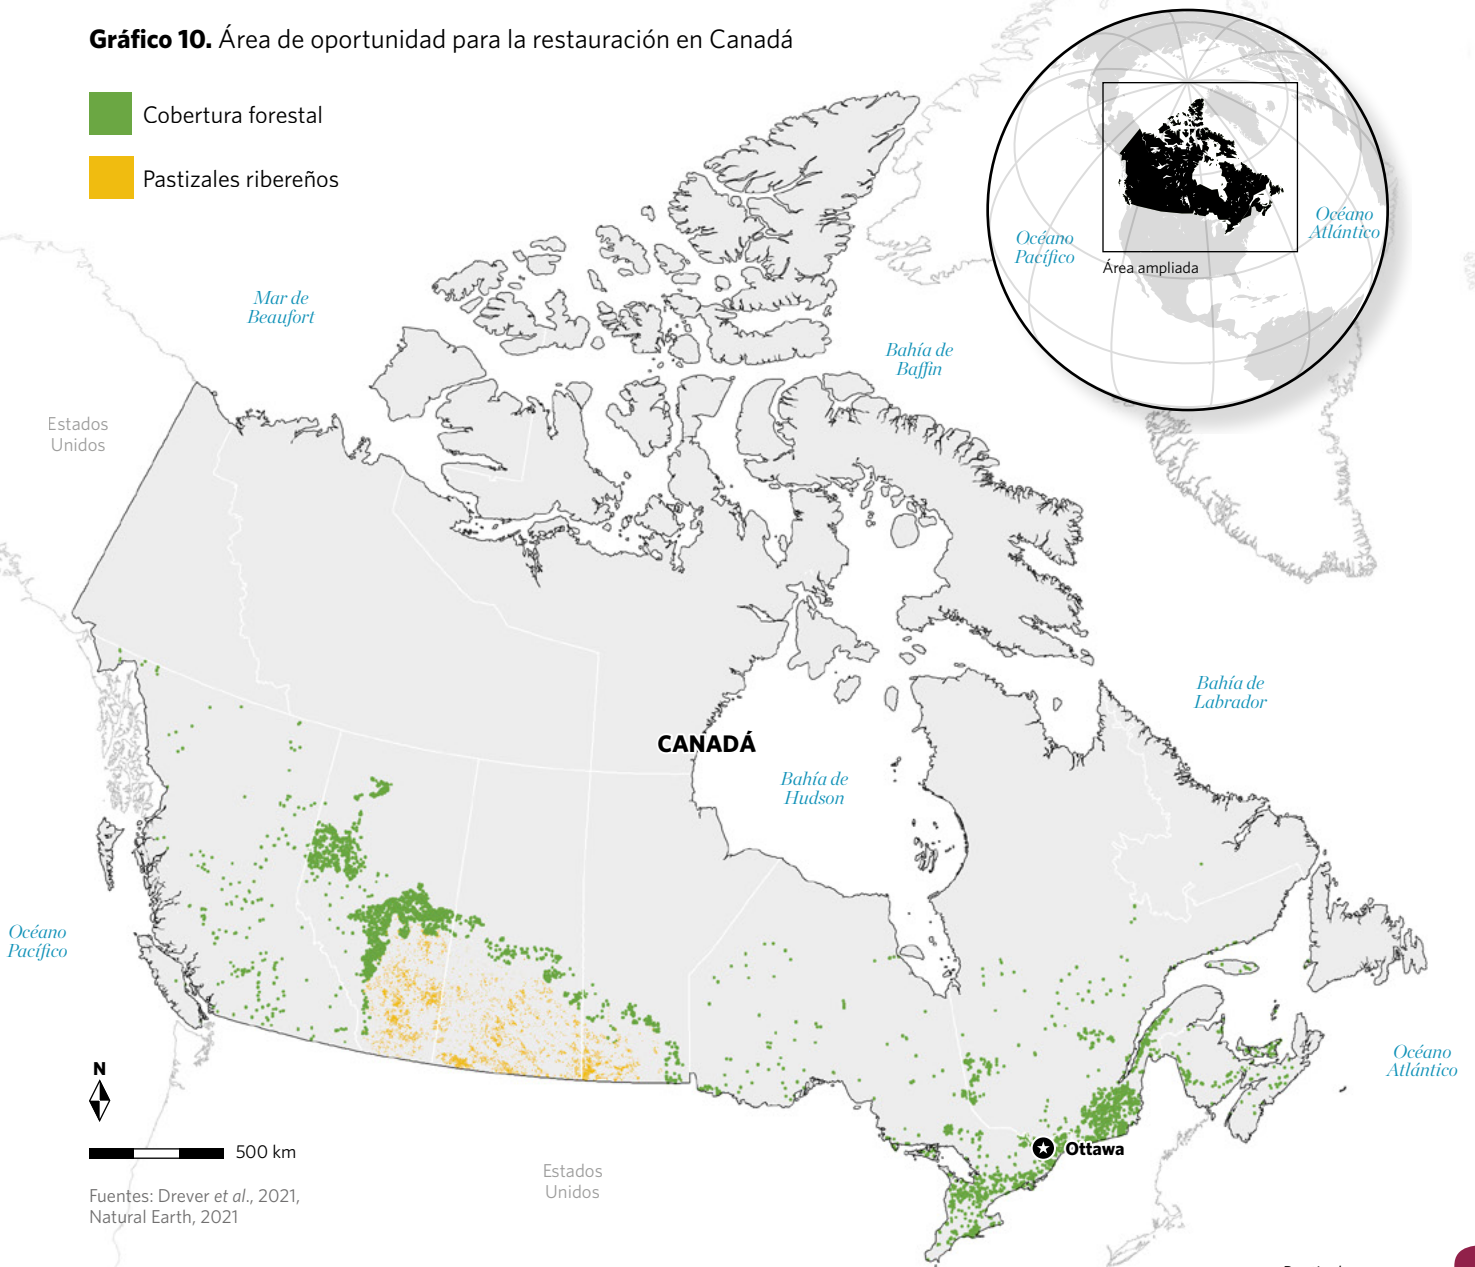 Gráfico 10. Área de oportunidad para la restauración en Canadá
Cobertura forestal
Pastizales ribereños
Océano
Pacífico
Océano
Atlántico
Área ampliada
Mar de
Beaufort
Bahía de
Baffin
Estados
Unidos
Bahía de
Labrador
CANADÁ
Bahía de
Hudson
Océano
Pacífico
Océano
Atlántico
N
500 km
Ottawa
Estados
Unidos
Fuentes: Drever et al., 2021,
Natural Earth, 2021